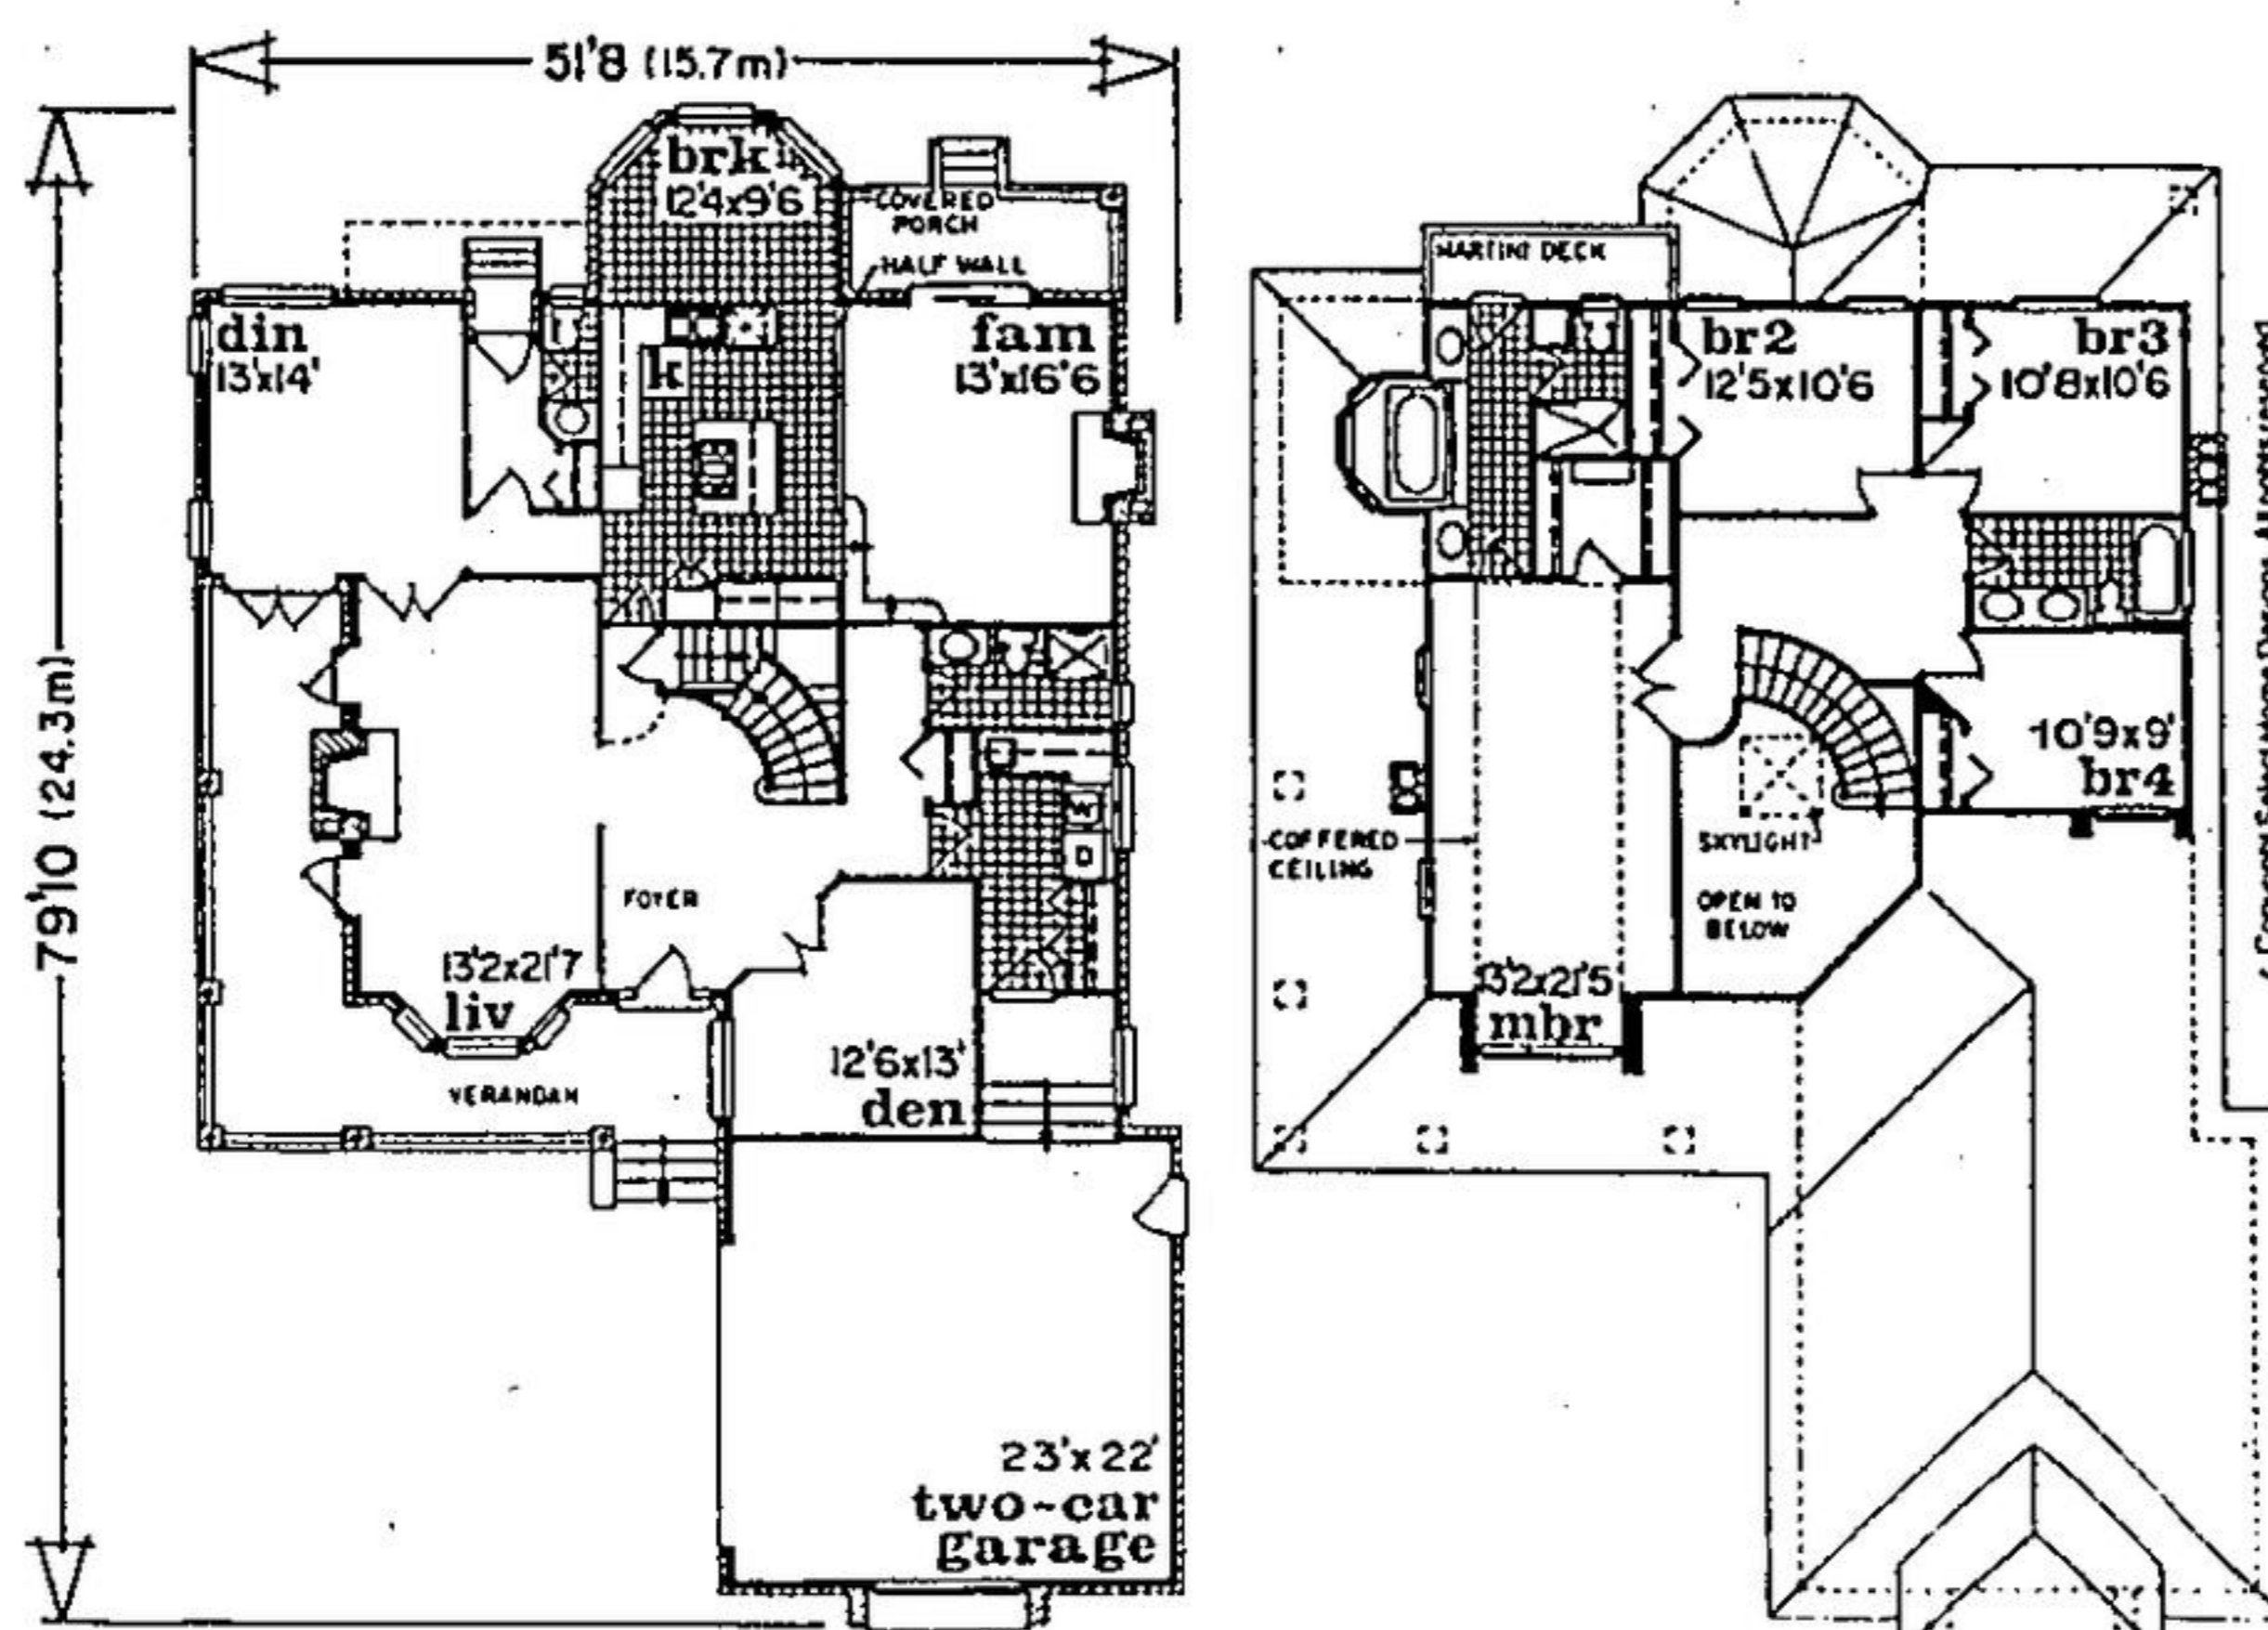 51'8 (15.7m)
79'10 (24.3m)
brk
12'4x9'6
COVERED
PORCH
HALF WALL
din
13'x14'
k
fam
13'x16'6
FOYER
13'2x21'7
liv
VERANDAH
W
D
12'6x13'
den
23'x22'
two-car
garage
MARTINI DECK
br2
12'5x10'6
br3
10'8x10'6
10'9x9'
br4
COFFERED
CEILING
SKYLIGHT
OPEN TO
BELOW
13'2x21'5
mbr